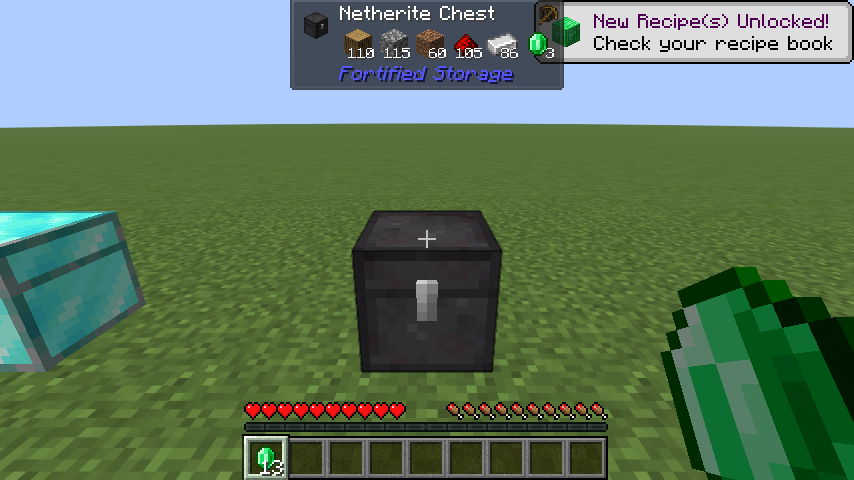 Netherite Chest
110 115 60 105 86 3
Fortified Storage
New Recipe(s) Unlocked!
Check your recipe book
13